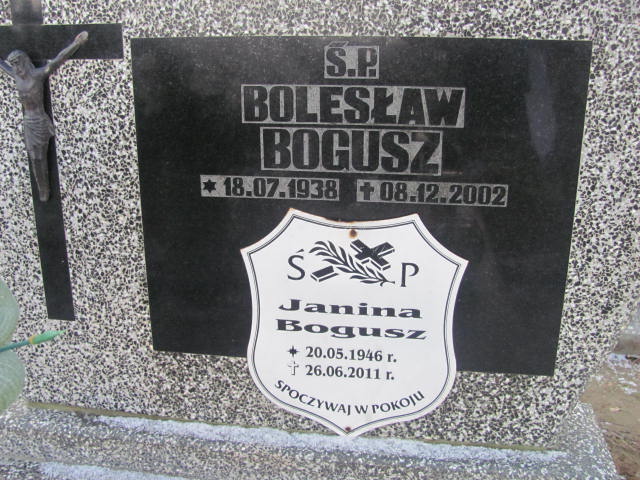 Ś.P.
BOLESŁAW
BOGUSZ
* 18.07.1938 † 08.12.2002
Ś P
Janina
Bogusz
* 20.05.1946 r.
† 26.06.2011 r.
SPOCZYWAJ W POKOJU